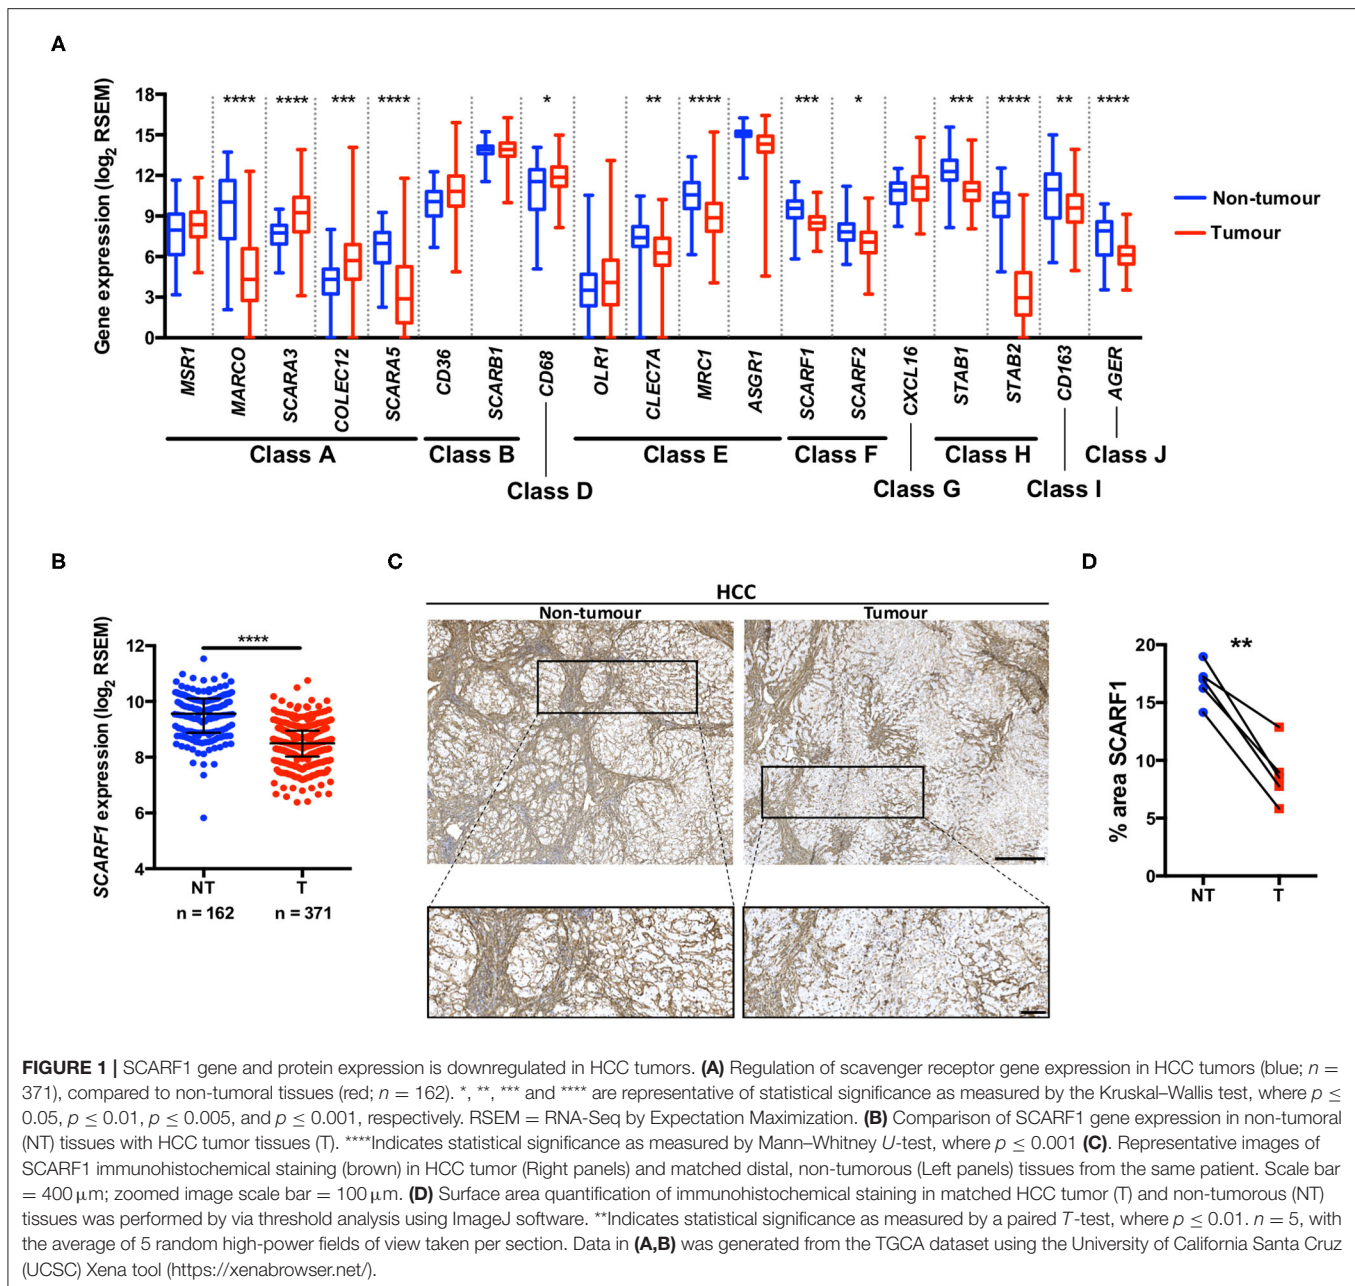 A
Gene expression (log2 RSEM)
18
15
12
9
6
3
0
**** **** *** **** * ** **** *** * *** **** ** ****
Non-tumour
Tumour
MSR1 MARCO SCARA3 COLEC12 SCARA5 CD36 SCARB1 CD68 OLR1 CLEC7A MRC1 ASGR1 SCARF1 SCARF2 CXCL16 STAB1 STAB2 CD163 AGER
Class A Class B Class E Class F Class H Class J
Class D Class G Class I
B
SCARF1 expression (log2 RSEM)
12
10
8
6
4
****
NT T
n = 162 n = 371
C
HCC
Non-tumour Tumour
D
% area SCARF1
20
15
10
5
0
**
NT T
FIGURE 1 | SCARF1 gene and protein expression is downregulated in HCC tumors. (A) Regulation of scavenger receptor gene expression in HCC tumors (blue; n =
371), compared to non-tumoral tissues (red; n = 162). *, **, *** and **** are representative of statistical significance as measured by the Kruskal–Wallis test, where p ≤
0.05, p ≤ 0.01, p ≤ 0.005, and p ≤ 0.001, respectively. RSEM = RNA-Seq by Expectation Maximization. (B) Comparison of SCARF1 gene expression in non-tumoral
(NT) tissues with HCC tumor tissues (T). ****Indicates statistical significance as measured by Mann–Whitney U-test, where p ≤ 0.001 (C). Representative images of
SCARF1 immunohistochemical staining (brown) in HCC tumor (Right panels) and matched distal, non-tumorous (Left panels) tissues from the same patient. Scale bar
= 400 µm; zoomed image scale bar = 100 µm. (D) Surface area quantification of immunohistochemical staining in matched HCC tumor (T) and non-tumorous (NT)
tissues was performed by via threshold analysis using ImageJ software. **Indicates statistical significance as measured by a paired T-test, where p ≤ 0.01. n = 5, with
the average of 5 random high-power fields of view taken per section. Data in (A,B) was generated from the TGCA dataset using the University of California Santa Cruz
(UCSC) Xena tool (https://xenabrowser.net/).